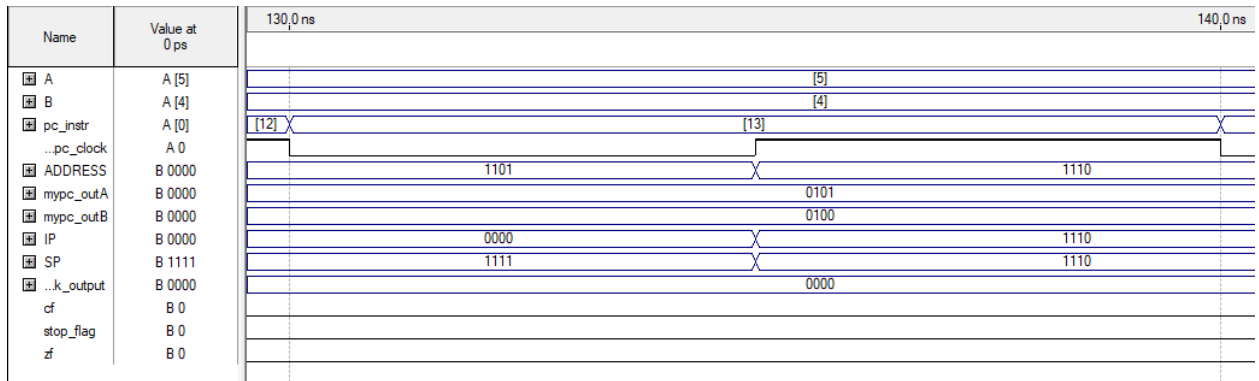 Name Value at 0 ps 130.0 ns 140.0 ns
A A [5] [5]
B A [4] [4]
pc_instr A [0] [12] [13]
...pc_clock A 0
ADDRESS B 0000 1101 1110
mypc_outA B 0000 0101
mypc_outB B 0000 0100
IP B 0000 0000 1110
SP B 1111 1111 1110
...k_output B 0000 0000
cf B 0
stop_flag B 0
zf B 0